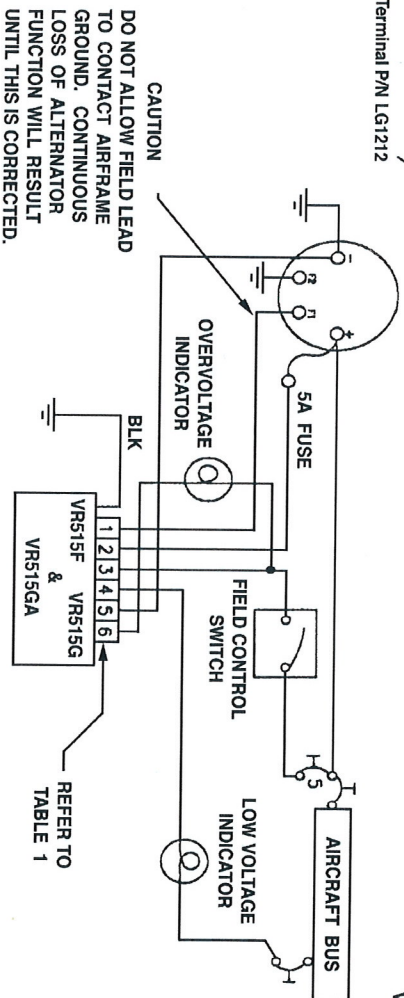 Terminal P/N LG1212
CAUTION
DO NOT ALLOW FIELD LEAD
TO CONTACT AIRFRAME
GROUND. CONTINUOUS
LOSS OF ALTERNATOR
FUNCTION WILL RESULT
UNTIL THIS IS CORRECTED.
-
F2
F1
+
5A FUSE
OVERVOLTAGE
INDICATOR
BLK
1 2 3 4 5 6
VR515F VR515G
&
VR515GA
FIELD CONTROL
SWITCH
5
AIRCRAFT BUS
LOW VOLTAGE
INDICATOR
REFER TO
TABLE 1